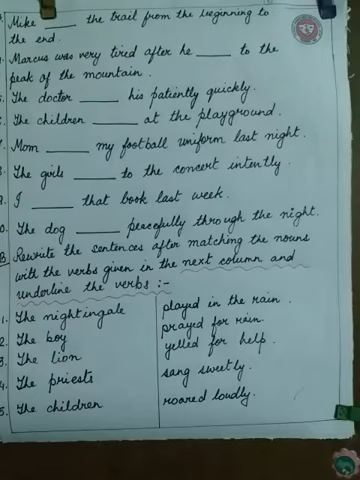 Mike _____ the trail from the beginning to
the end.
Marcus was very tired after he _____ to the
peak of the mountain.
The doctor _____ his patiently quickly.
The children _____ at the playground.
Mom _____ my football uniform last night.
The girls _____ to the concert intently.
I _____ that book last week.
The dog _____ peacefully through the night.
B Rewrite the sentences after matching the nouns
with the verbs given in the next column and
underline the verbs :-
1. The nightingale played in the rain.
2. The boy prayed for rain.
3. The lion yelled for help.
4. The priests sang sweetly.
5. The children roared loudly.